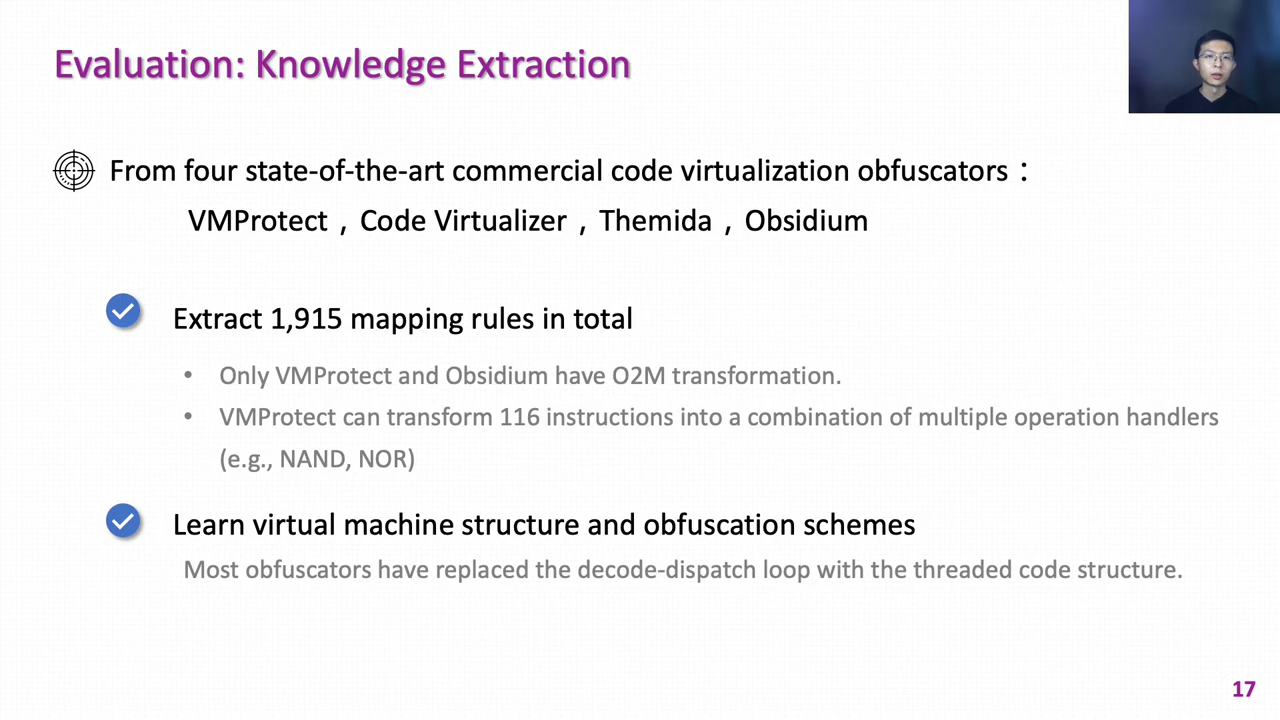 Evaluation: Knowledge Extraction
From four state-of-the-art commercial code virtualization obfuscators：
VMProtect，Code Virtualizer，Themida，Obsidium
Extract 1,915 mapping rules in total
• Only VMProtect and Obsidium have O2M transformation.
• VMProtect can transform 116 instructions into a combination of multiple operation handlers
(e.g., NAND, NOR)
Learn virtual machine structure and obfuscation schemes
Most obfuscators have replaced the decode-dispatch loop with the threaded code structure.
17